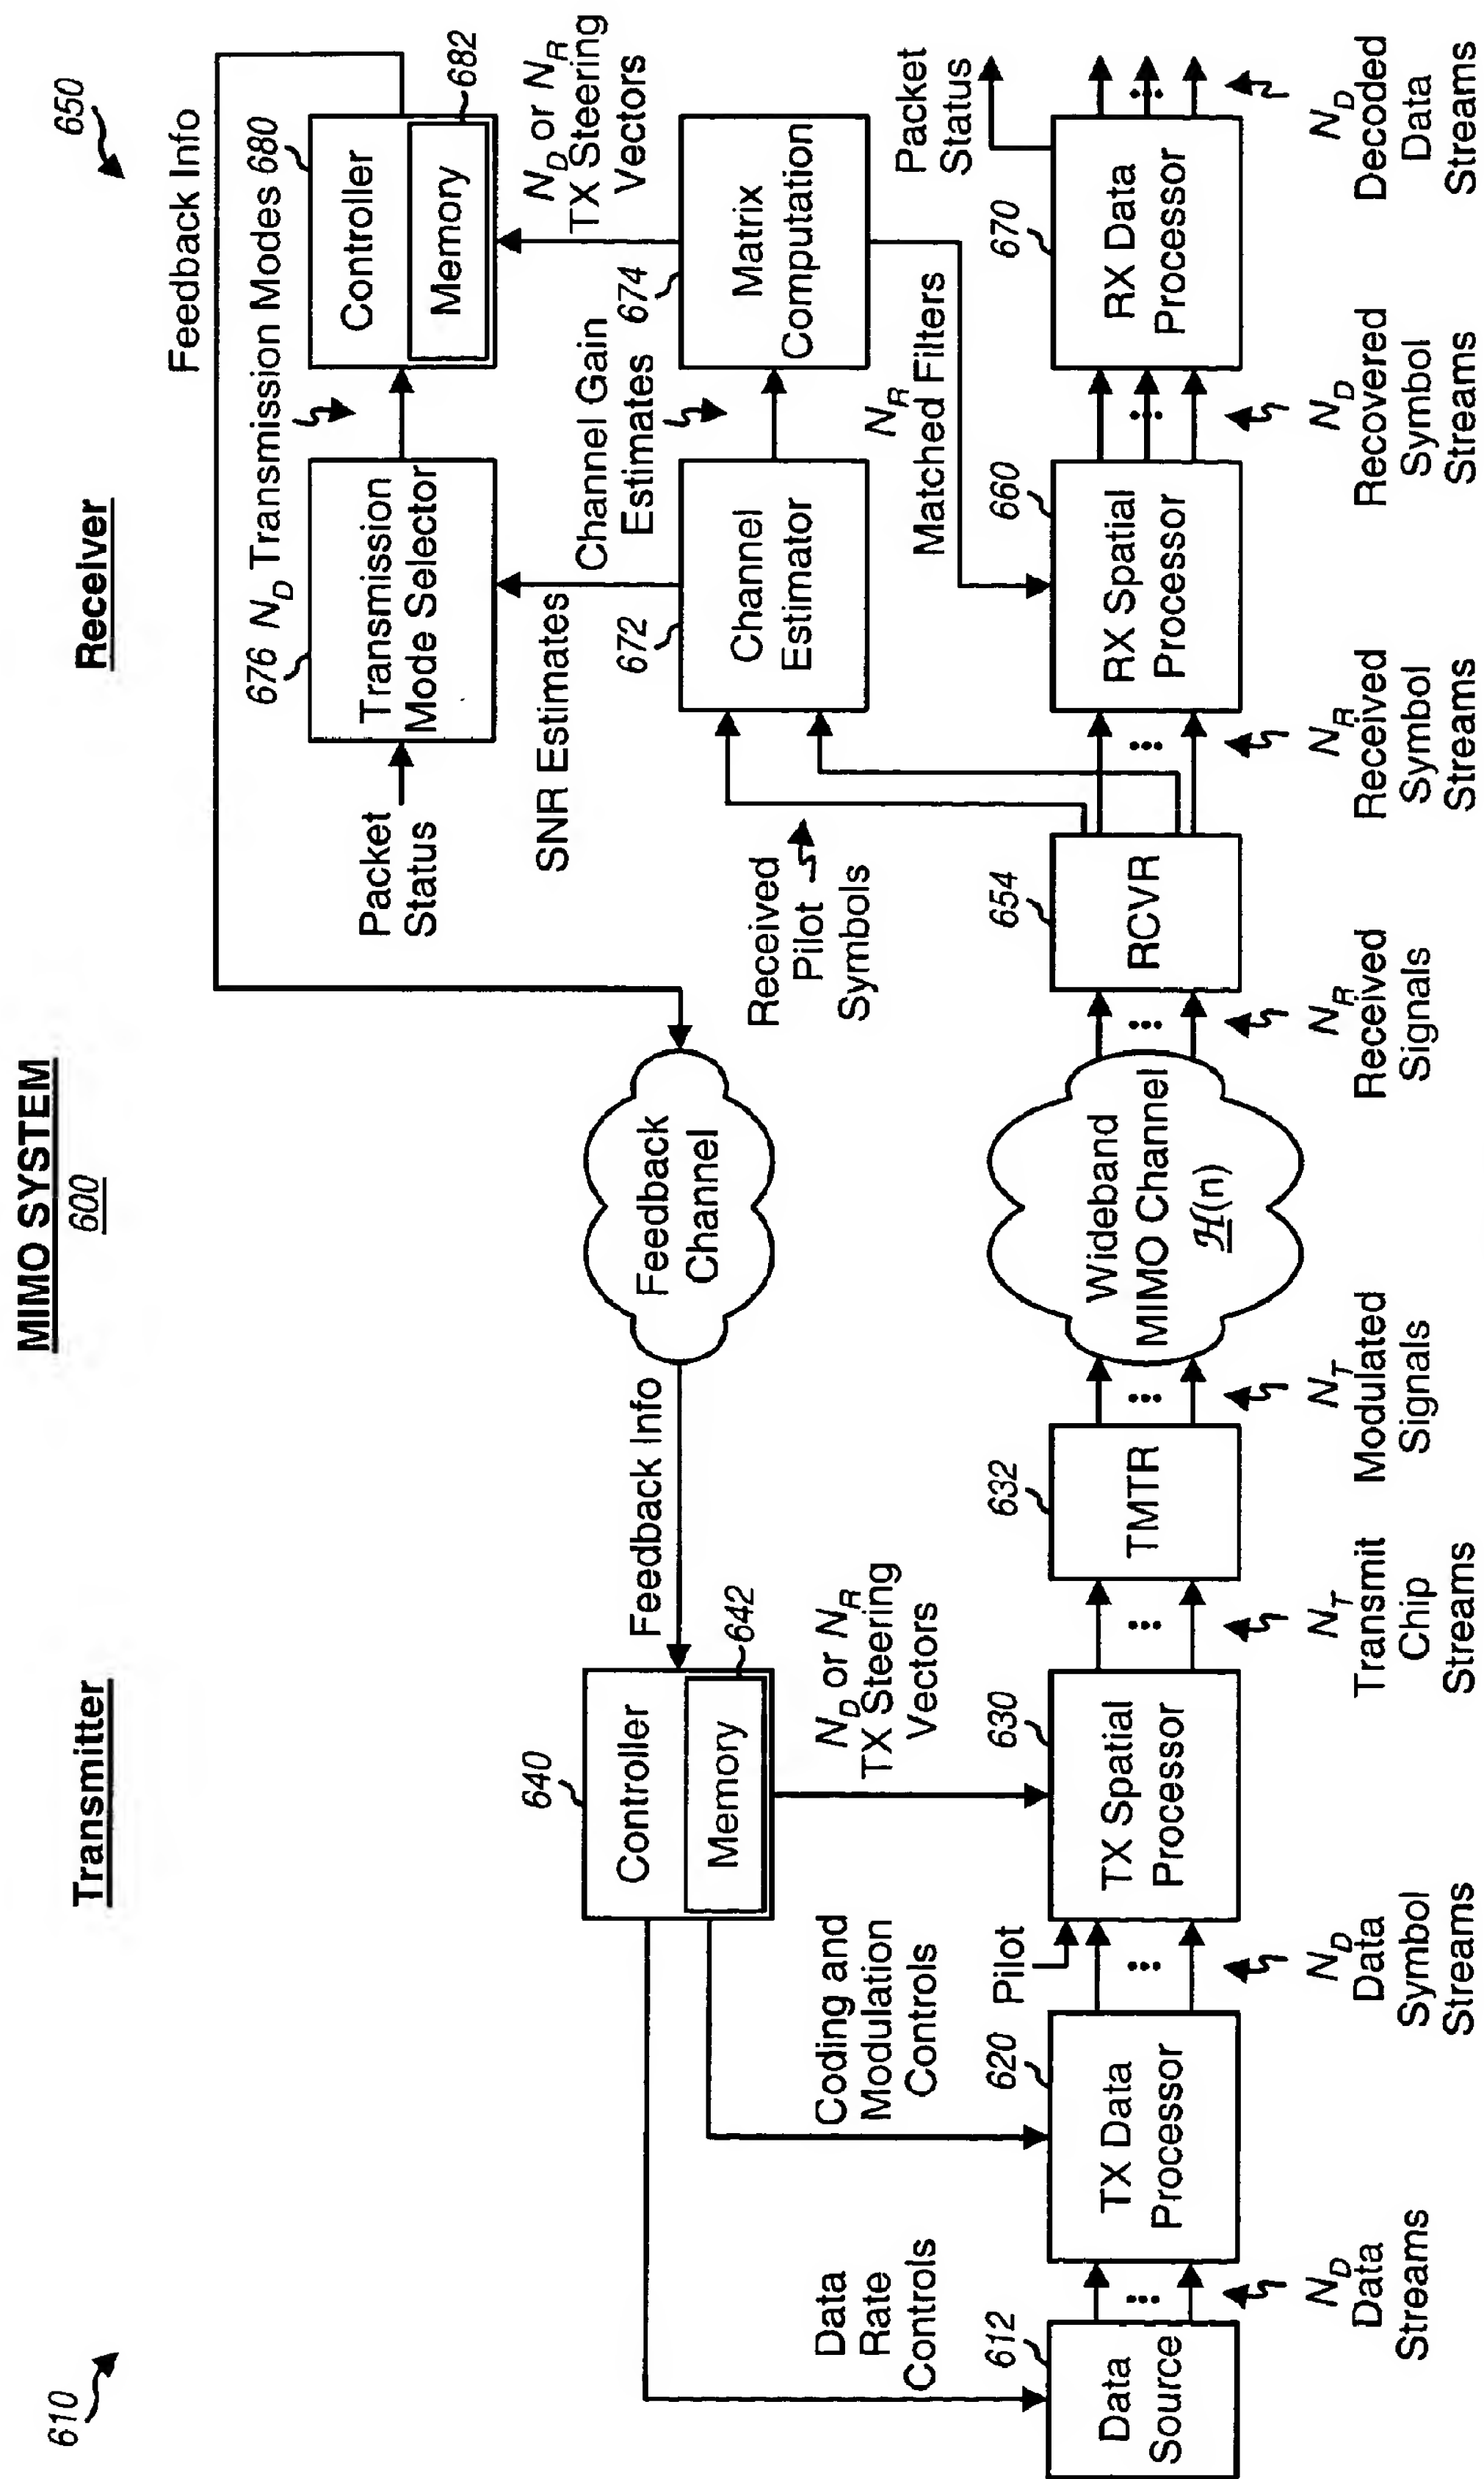 MIMO SYSTEM
600
610
Transmitter
Receiver
650
Feedback Info
676
N_D Transmission Modes
680
Transmission
Mode Selector
Controller
Memory
682
Packet
Status
SNR Estimates
N_D or N_R
TX Steering
Vectors
Channel Gain
Estimates
672
674
Channel
Estimator
Matrix
Computation
Received
Pilot
Symbols
N_R
Matched Filters
Feedback
Channel
Feedback Info
640
Controller
Memory
642
N_D or N_R
TX Steering
Vectors
Coding and
Modulation
Controls
Data
Rate
Controls
612
Data
Source
620
TX Data
Processor
Pilot
630
TX Spatial
Processor
632
TMTR
Wideband
MIMO Channel
ℋ(n)
654
RCVR
660
RX Spatial
Processor
670
RX Data
Processor
Packet
Status
N_D
Data
Streams
N_D
Data
Symbol
Streams
N_T
Transmit
Chip
Streams
N_T
Modulated
Signals
N_R
Received
Signals
N_R
Received
Symbol
Streams
N_D
Recovered
Symbol
Streams
N_D
Decoded
Data
Streams